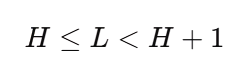 H ≤ L < H + 1